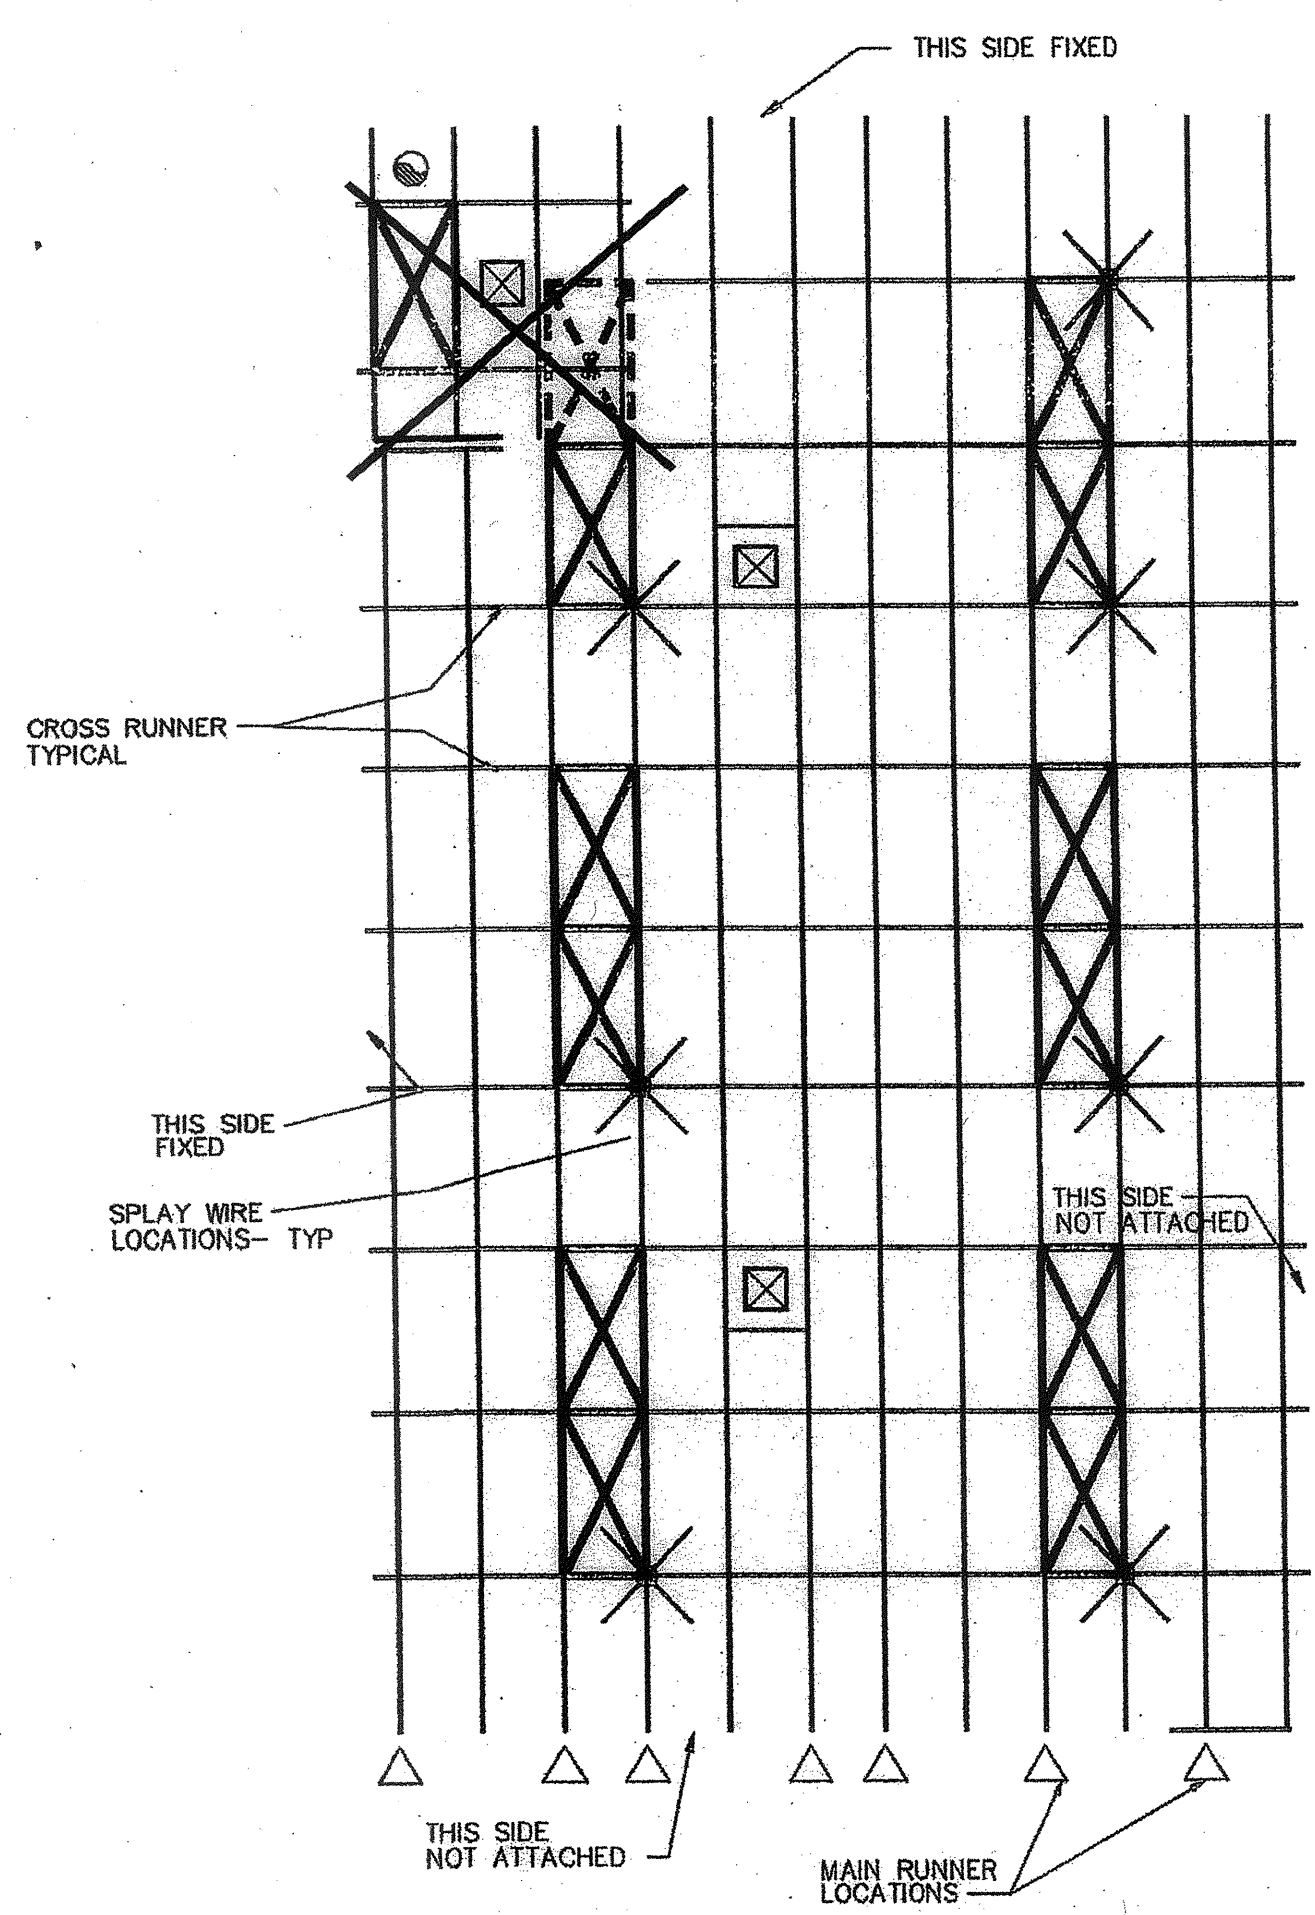 THIS SIDE FIXED
CROSS RUNNER
TYPICAL
THIS SIDE
FIXED
SPLAY WIRE
LOCATIONS- TYP
THIS SIDE
NOT ATTACHED
THIS SIDE
NOT ATTACHED
MAIN RUNNER
LOCATIONS